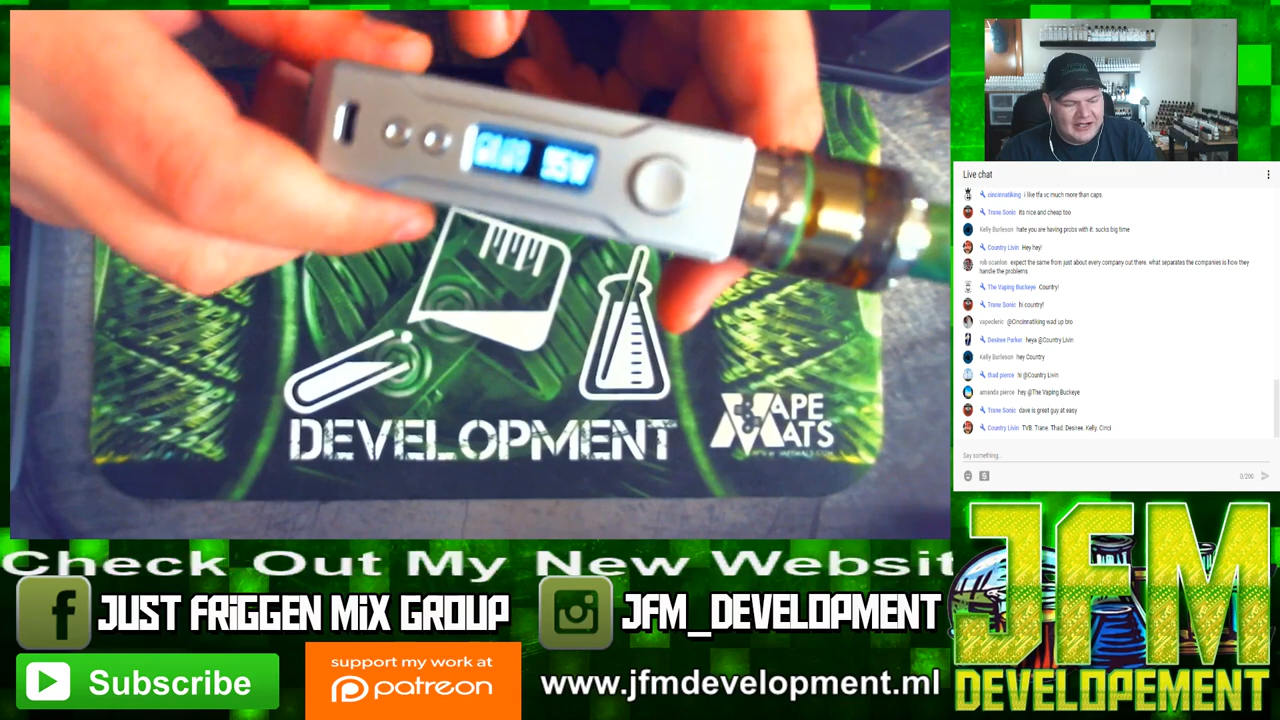 95W
DEVELOPMENT
VAPE
MATS
Live chat
cincinnatiking i like tfa vc much more than caps.
Trane Sonic its nice and cheap too
Kelly Burleson hate you are having probs with it. sucks big time
Country Livin Hey hey!
rob scanlon expect the same from just about every company out there. what separates the companies is how they
handle the problems
The Vaping Buckeye Country!
Trane Sonic hi country!
vapecleric @Cincinnatiking wad up bro
Desiree Parker heya @Country Livin
Kelly Burleson hey Country
thad pierce hi @Country Livin
amanda pierce hey @The Vaping Buckeye
Trane Sonic dave is great guy at easy
Country Livin TVB. Trane. Thad. Desiree. Kelly. Cinci
Say something...
0/200
Check Out My New Websit
f JUST FRiGGEN MiX GROUP
JFM_DEVELOPMENT
Subscribe
support my work at
patreon
www.jfmdevelopment.ml
JFM
DEVELOPEMENT